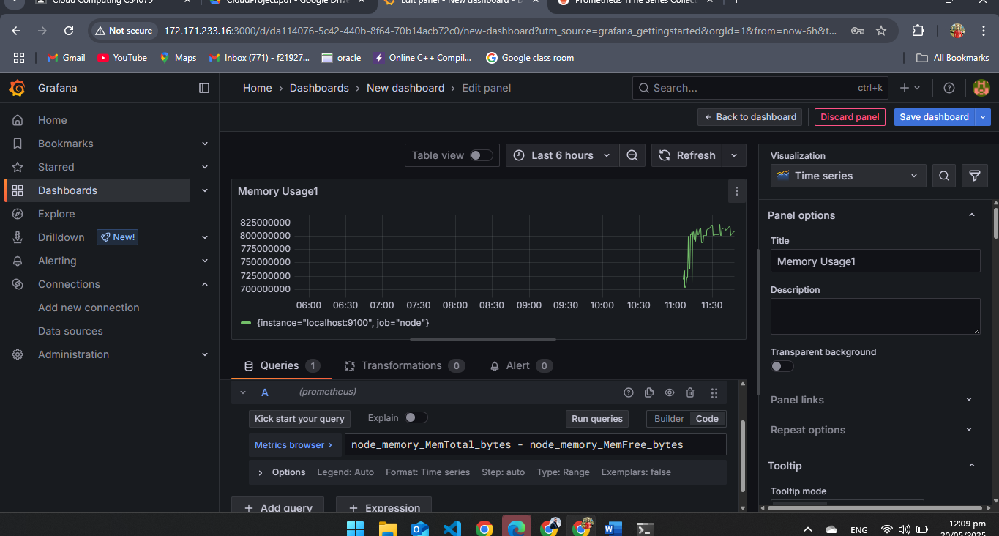 Cloud Computing CS4075
CloudProject.pdf - Google Drive
Edit panel - New dashboard - D
Prometheus Time Series Collect
Not secure
172.171.233.16:3000/d/da114076-5c42-440b-8f64-70b14acb72c0/new-dashboard?utm_source=grafana_gettingstarted&orgId=1&from=now-6h&t...
Gmail
YouTube
Maps
Inbox (771) - f21927...
oracle
Online C++ Compil...
Google class room
All Bookmarks
Grafana
Home › Dashboards › New dashboard › Edit panel
Search...
ctrl+k
Home
Bookmarks
Starred
Dashboards
Explore
Drilldown
New!
Alerting
Connections
Add new connection
Data sources
Administration
← Back to dashboard
Discard panel
Save dashboard
Table view
Last 6 hours
Refresh
Memory Usage1
825000000
800000000
775000000
750000000
725000000
700000000
06:00 06:30 07:00 07:30 08:00 08:30 09:00 09:30 10:00 10:30 11:00 11:30
{instance="localhost:9100", job="node"}
Queries 1
Transformations 0
Alert 0
A (prometheus)
Kick start your query
Explain
Run queries
Builder
Code
Metrics browser >
node_memory_MemTotal_bytes - node_memory_MemFree_bytes
Options
Legend: Auto
Format: Time series
Step: auto
Type: Range
Exemplars: false
+ Add query
+ Expression
Visualization
Time series
Panel options
Title
Memory Usage1
Description
Transparent background
Panel links
Repeat options
Tooltip
Tooltip mode
ENG
12:09 pm
20/05/2025